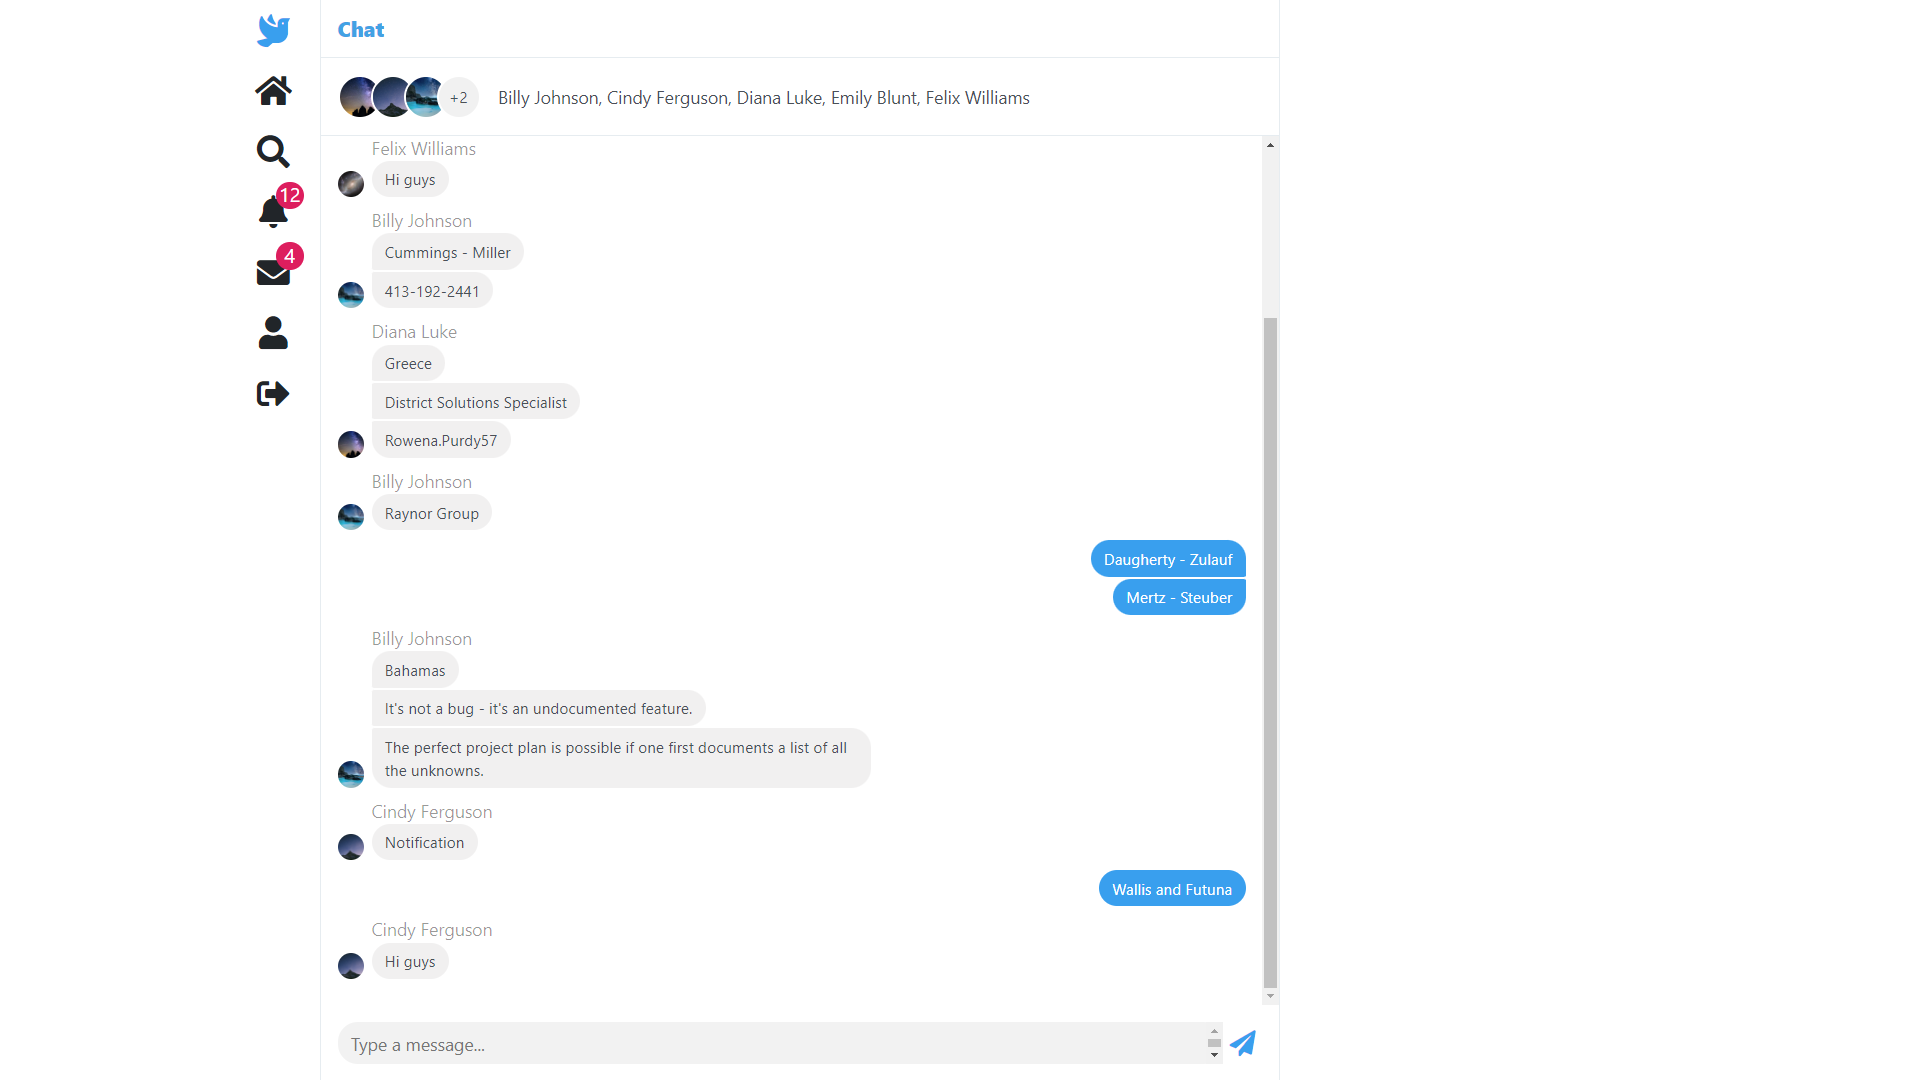 Chat
+2
Billy Johnson, Cindy Ferguson, Diana Luke, Emily Blunt, Felix Williams
12
4
Felix Williams
Hi guys
Billy Johnson
Cummings - Miller
413-192-2441
Diana Luke
Greece
District Solutions Specialist
Rowena.Purdy57
Billy Johnson
Raynor Group
Daugherty - Zulauf
Mertz - Steuber
Billy Johnson
Bahamas
It's not a bug - it's an undocumented feature.
The perfect project plan is possible if one first documents a list of all
the unknowns.
Cindy Ferguson
Notification
Wallis and Futuna
Cindy Ferguson
Hi guys
Type a message...